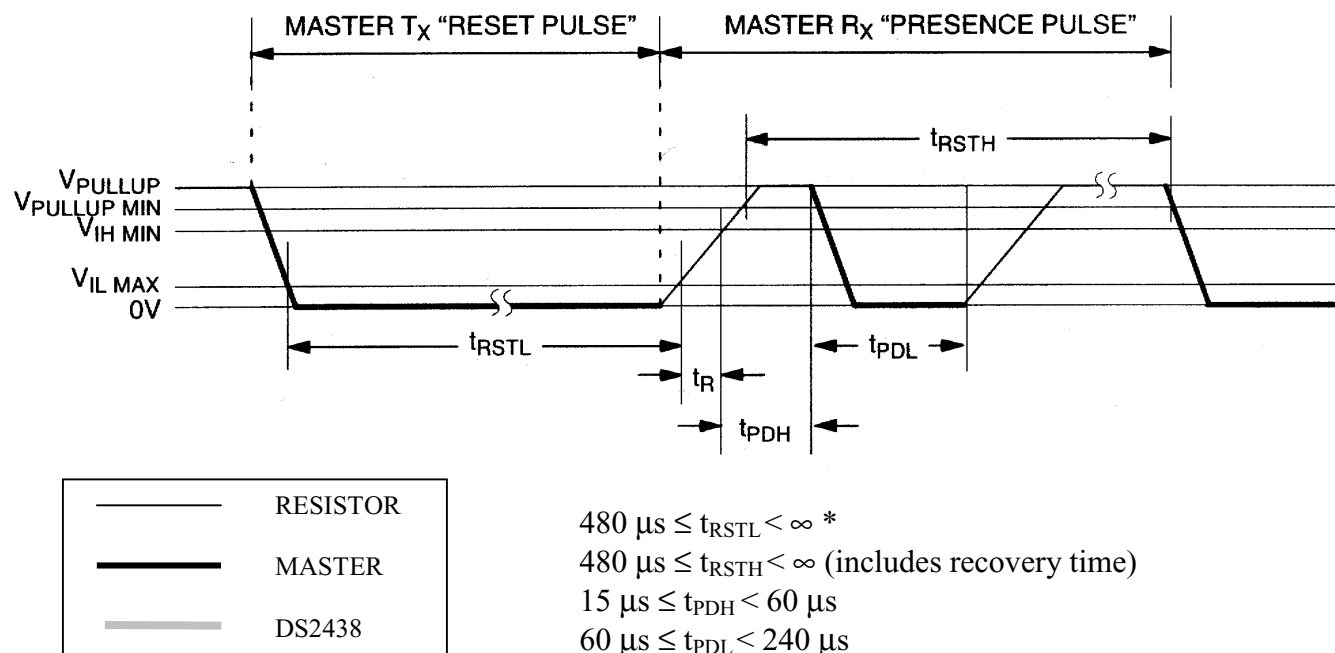 MASTER TX “RESET PULSE” MASTER RX “PRESENCE PULSE”
tRSTH
VPULLUP
VPULLUP MIN
VIH MIN
VIL MAX
0V
tRSTL
tPDL
tR
tPDH
RESISTOR
MASTER
DS2438
480 μs ≤ tRSTL < ∞ *
480 μs ≤ tRSTH < ∞ (includes recovery time)
15 μs ≤ tPDH < 60 μs
60 μs ≤ tPDL < 240 μs